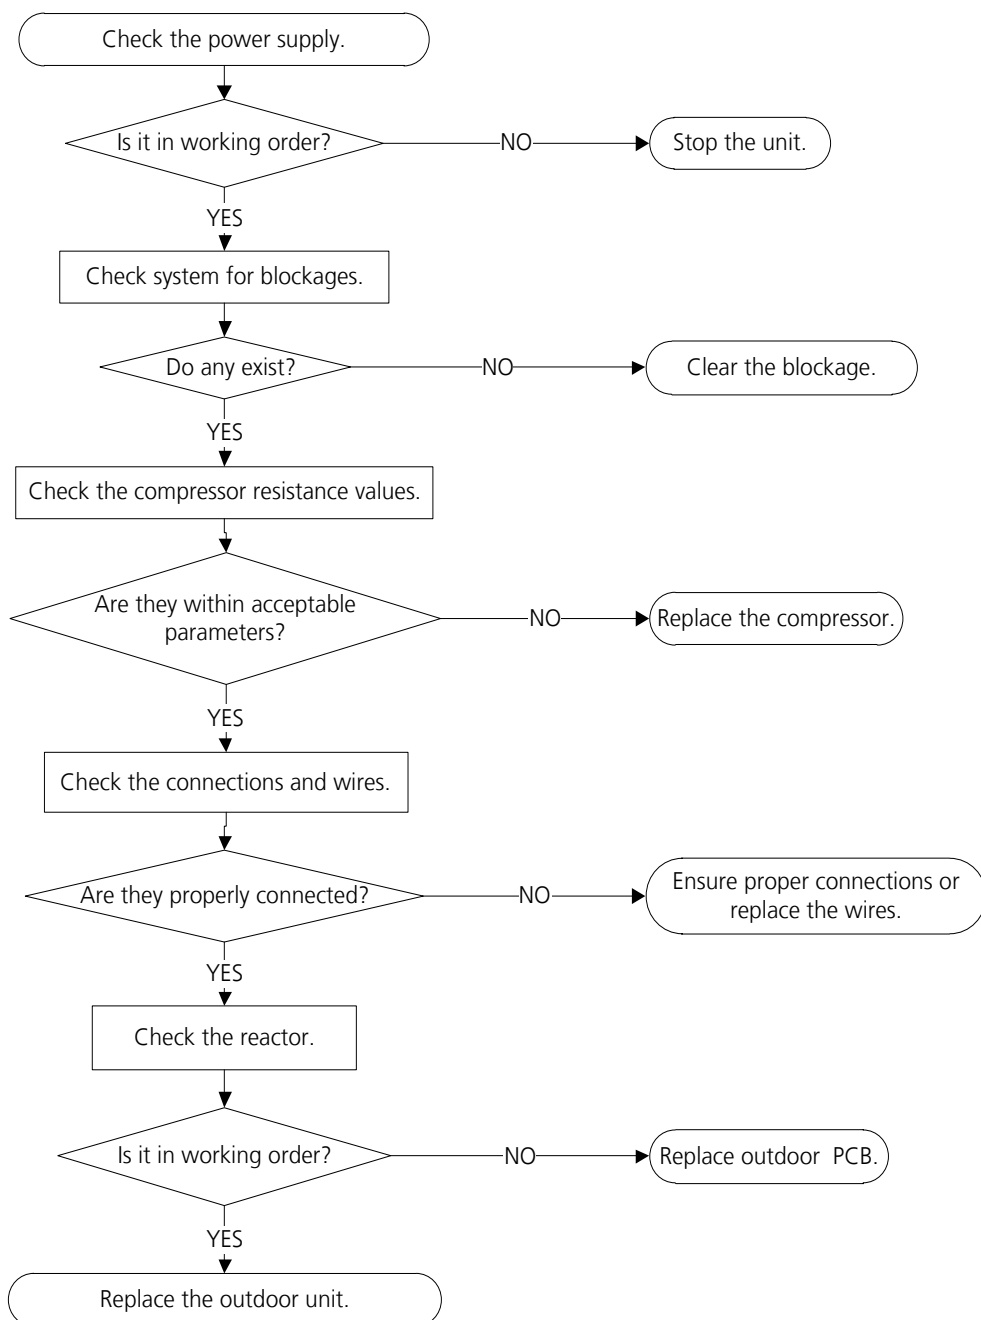 Check the power supply.
Is it in working order?
NO
Stop the unit.
YES
Check system for blockages.
Do any exist?
NO
Clear the blockage.
YES
Check the compressor resistance values.
Are they within acceptable
parameters?
NO
Replace the compressor.
YES
Check the connections and wires.
Are they properly connected?
NO
Ensure proper connections or
replace the wires.
YES
Check the reactor.
Is it in working order?
NO
Replace outdoor PCB.
YES
Replace the outdoor unit.